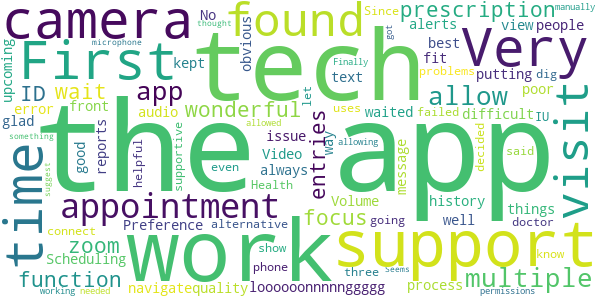 camera
found
prescription
Since
obvious
No
thought
microphone
got
manually
alerts
view
people
upcoming
First
tech
Very
kept
best
fit
putting
dig
text
ID
wait
app
allow
problems
poor
error
front
audio
wonderful
let
uses
failed
difficult
IU
glad
the app
visit
something
good
reports
helpful
supportive
issue
Video
way
waited
message
decided
said
allowed
even
always
entries
Finally
allowing
time
suggest
Health
history
things
appointment
Volume
focus
going
well
doctor
connect
zoom
Preference
alternative
work
support
Scheduling
show
three
Seems
process
know
function
phone
multiple
working
needed
navigate
quality
loooooonnnnnggggg
permissions